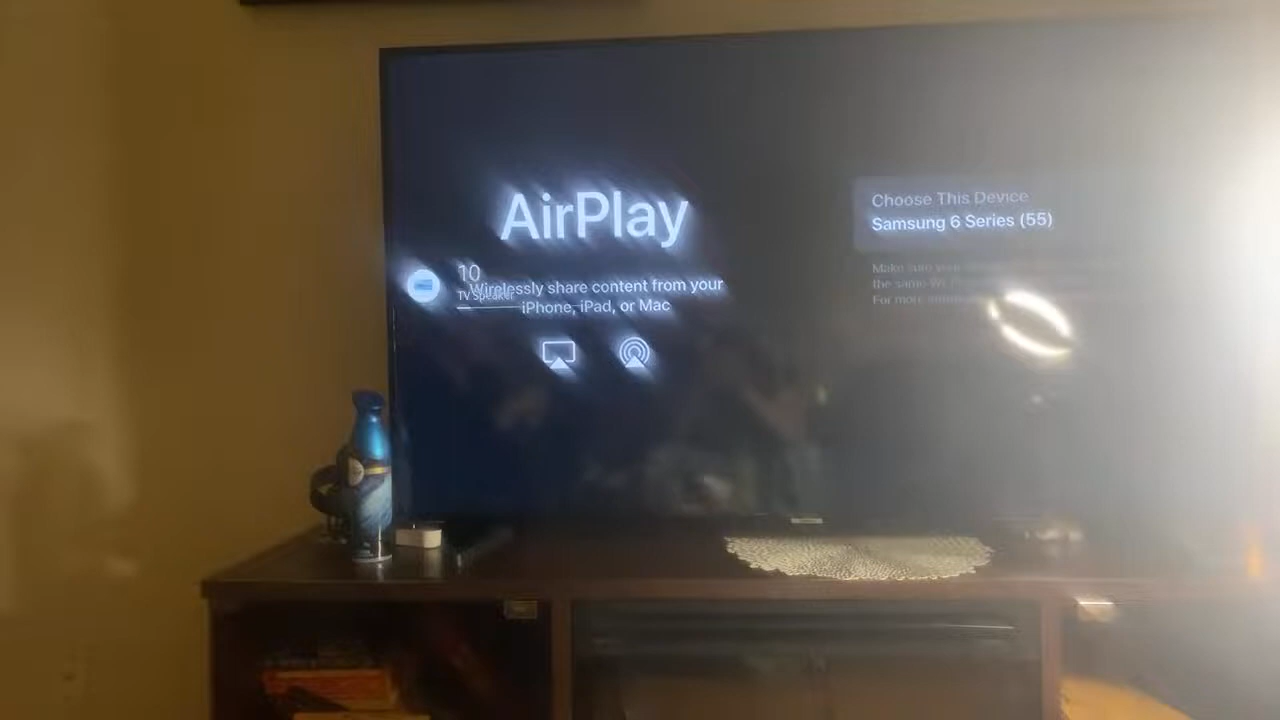 AirPlay
10
TV Speaker
Wirelessly share content from your
iPhone, iPad, or Mac
Choose This Device
Samsung 6 Series (55)
Make sure your
the same Wi-Fi
For more